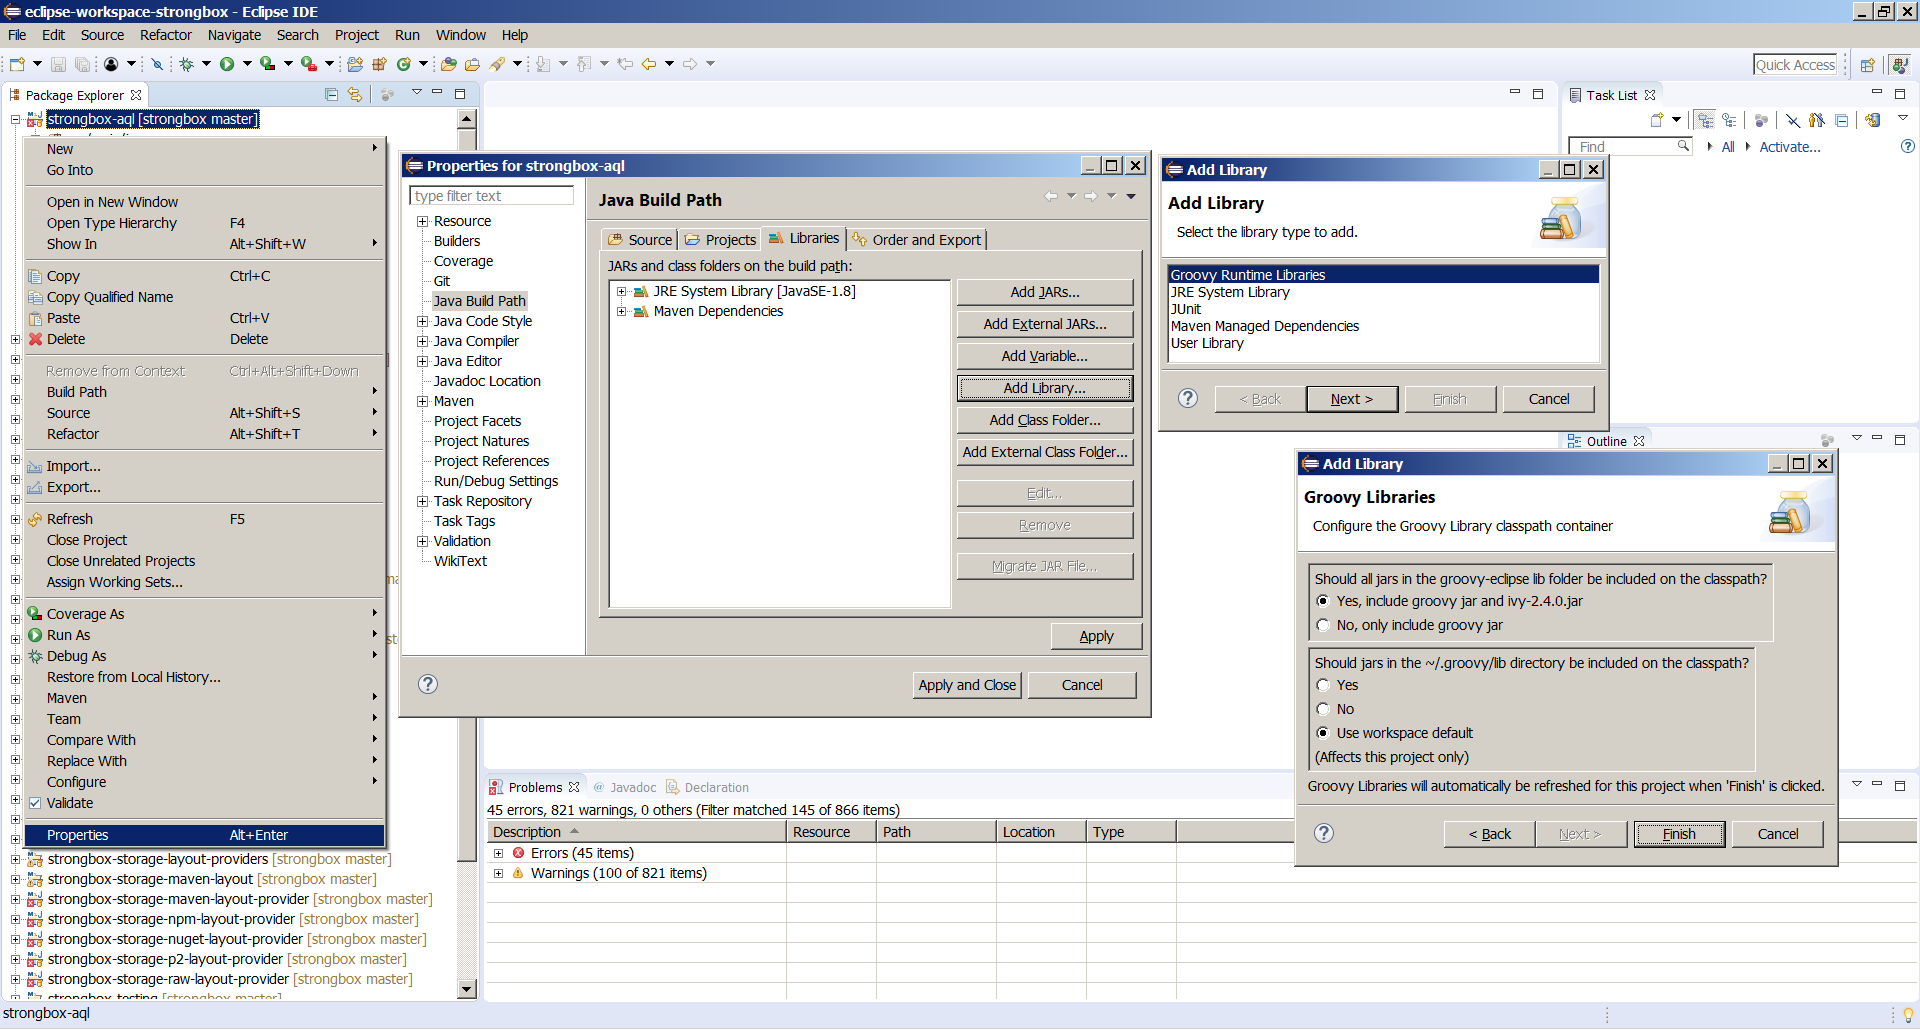 eclipse-workspace-strongbox - Eclipse IDE
File Edit Source Refactor Navigate Search Project Run Window Help
Quick Access
Package Explorer
strongbox-aql [strongbox master]
New
Go Into
Open in New Window
Open Type Hierarchy F4
Show In Alt+Shift+W
Copy Ctrl+C
Copy Qualified Name
Paste Ctrl+V
Delete Delete
Remove from Context Ctrl+Alt+Shift+Down
Build Path
Source Alt+Shift+S
Refactor Alt+Shift+T
Import...
Export...
Refresh F5
Close Project
Close Unrelated Projects
Assign Working Sets...
Coverage As
Run As
Debug As
Restore from Local History...
Maven
Team
Compare With
Replace With
Configure
Validate
Properties Alt+Enter
strongbox-storage-layout-providers [strongbox master]
strongbox-storage-maven-layout [strongbox master]
strongbox-storage-maven-layout-provider [strongbox master]
strongbox-storage-npm-layout-provider [strongbox master]
strongbox-storage-nuget-layout-provider [strongbox master]
strongbox-storage-p2-layout-provider [strongbox master]
strongbox-storage-raw-layout-provider [strongbox master]
strongbox-testing [strongbox master]
strongbox-aql
Properties for strongbox-aql
type filter text
Resource
Builders
Coverage
Git
Java Build Path
Java Code Style
Java Compiler
Java Editor
Javadoc Location
Maven
Project Facets
Project Natures
Project References
Run/Debug Settings
Task Repository
Task Tags
Validation
WikiText
Java Build Path
Source Projects Libraries Order and Export
JARs and class folders on the build path:
JRE System Library [JavaSE-1.8]
Maven Dependencies
Add JARs...
Add External JARs...
Add Variable...
Add Library...
Add Class Folder...
Add External Class Folder...
Edit...
Remove
Migrate JAR File...
Apply
Apply and Close Cancel
Task List
Find All Activate...
Add Library
Add Library
Select the library type to add.
Groovy Runtime Libraries
JRE System Library
JUnit
Maven Managed Dependencies
User Library
< Back Next > Finish Cancel
Outline
Add Library
Groovy Libraries
Configure the Groovy Library classpath container
Should all jars in the groovy-eclipse lib folder be included on the classpath?
Yes, include groovy jar and ivy-2.4.0.jar
No, only include groovy jar
Should jars in the ~/.groovy/lib directory be included on the classpath?
Yes
No
Use workspace default
(Affects this project only)
Groovy Libraries will automatically be refreshed for this project when 'Finish' is clicked.
< Back Next > Finish Cancel
Problems Javadoc Declaration
45 errors, 821 warnings, 0 others (Filter matched 145 of 866 items)
Description Resource Path Location Type
Errors (45 items)
Warnings (100 of 821 items)